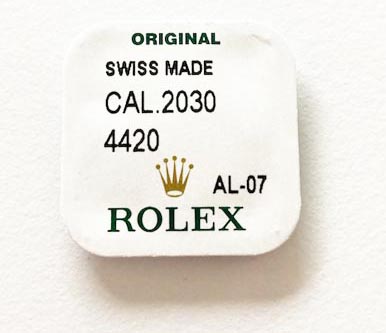 ORIGINAL
SWISS MADE
CAL.2030
4420
AL-07
ROLEX